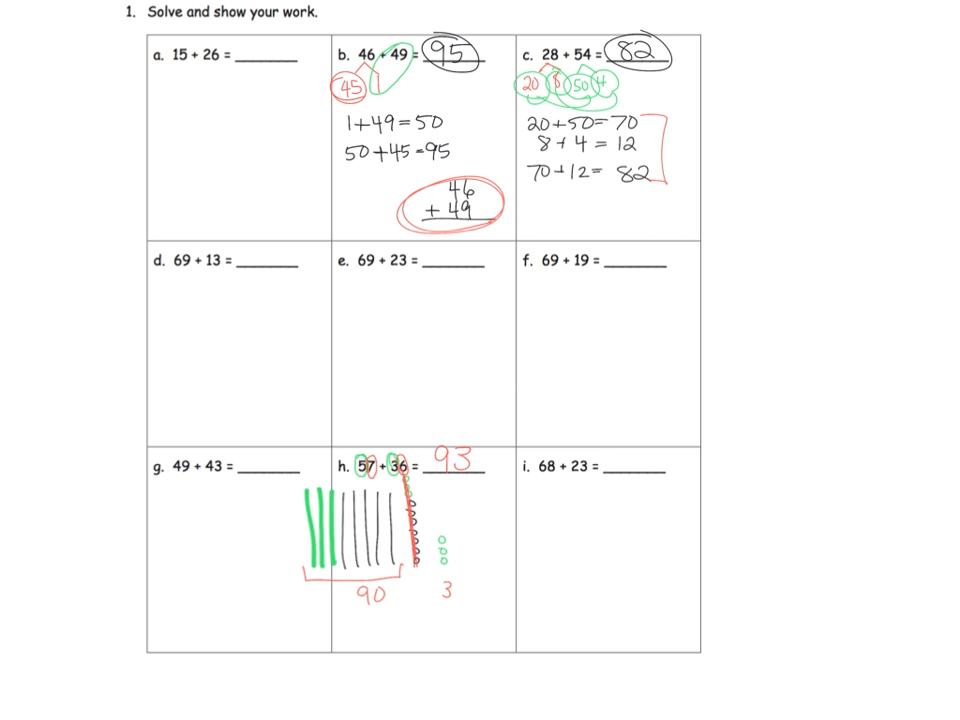 1. Solve and show your work.
a. 15 + 26 = ________
b. 46 + 49 = 95
45 1
1+49=50
50+45=95
46
+ 49
c. 28 + 54 = 82
20 8 50 4
20+50=70
8+4 = 12
70+12= 82
d. 69 + 13 = ________
e. 69 + 23 = ________
f. 69 + 19 = ________
g. 49 + 43 = ________
h. 57 + 36 = 93
90 3
i. 68 + 23 = ________